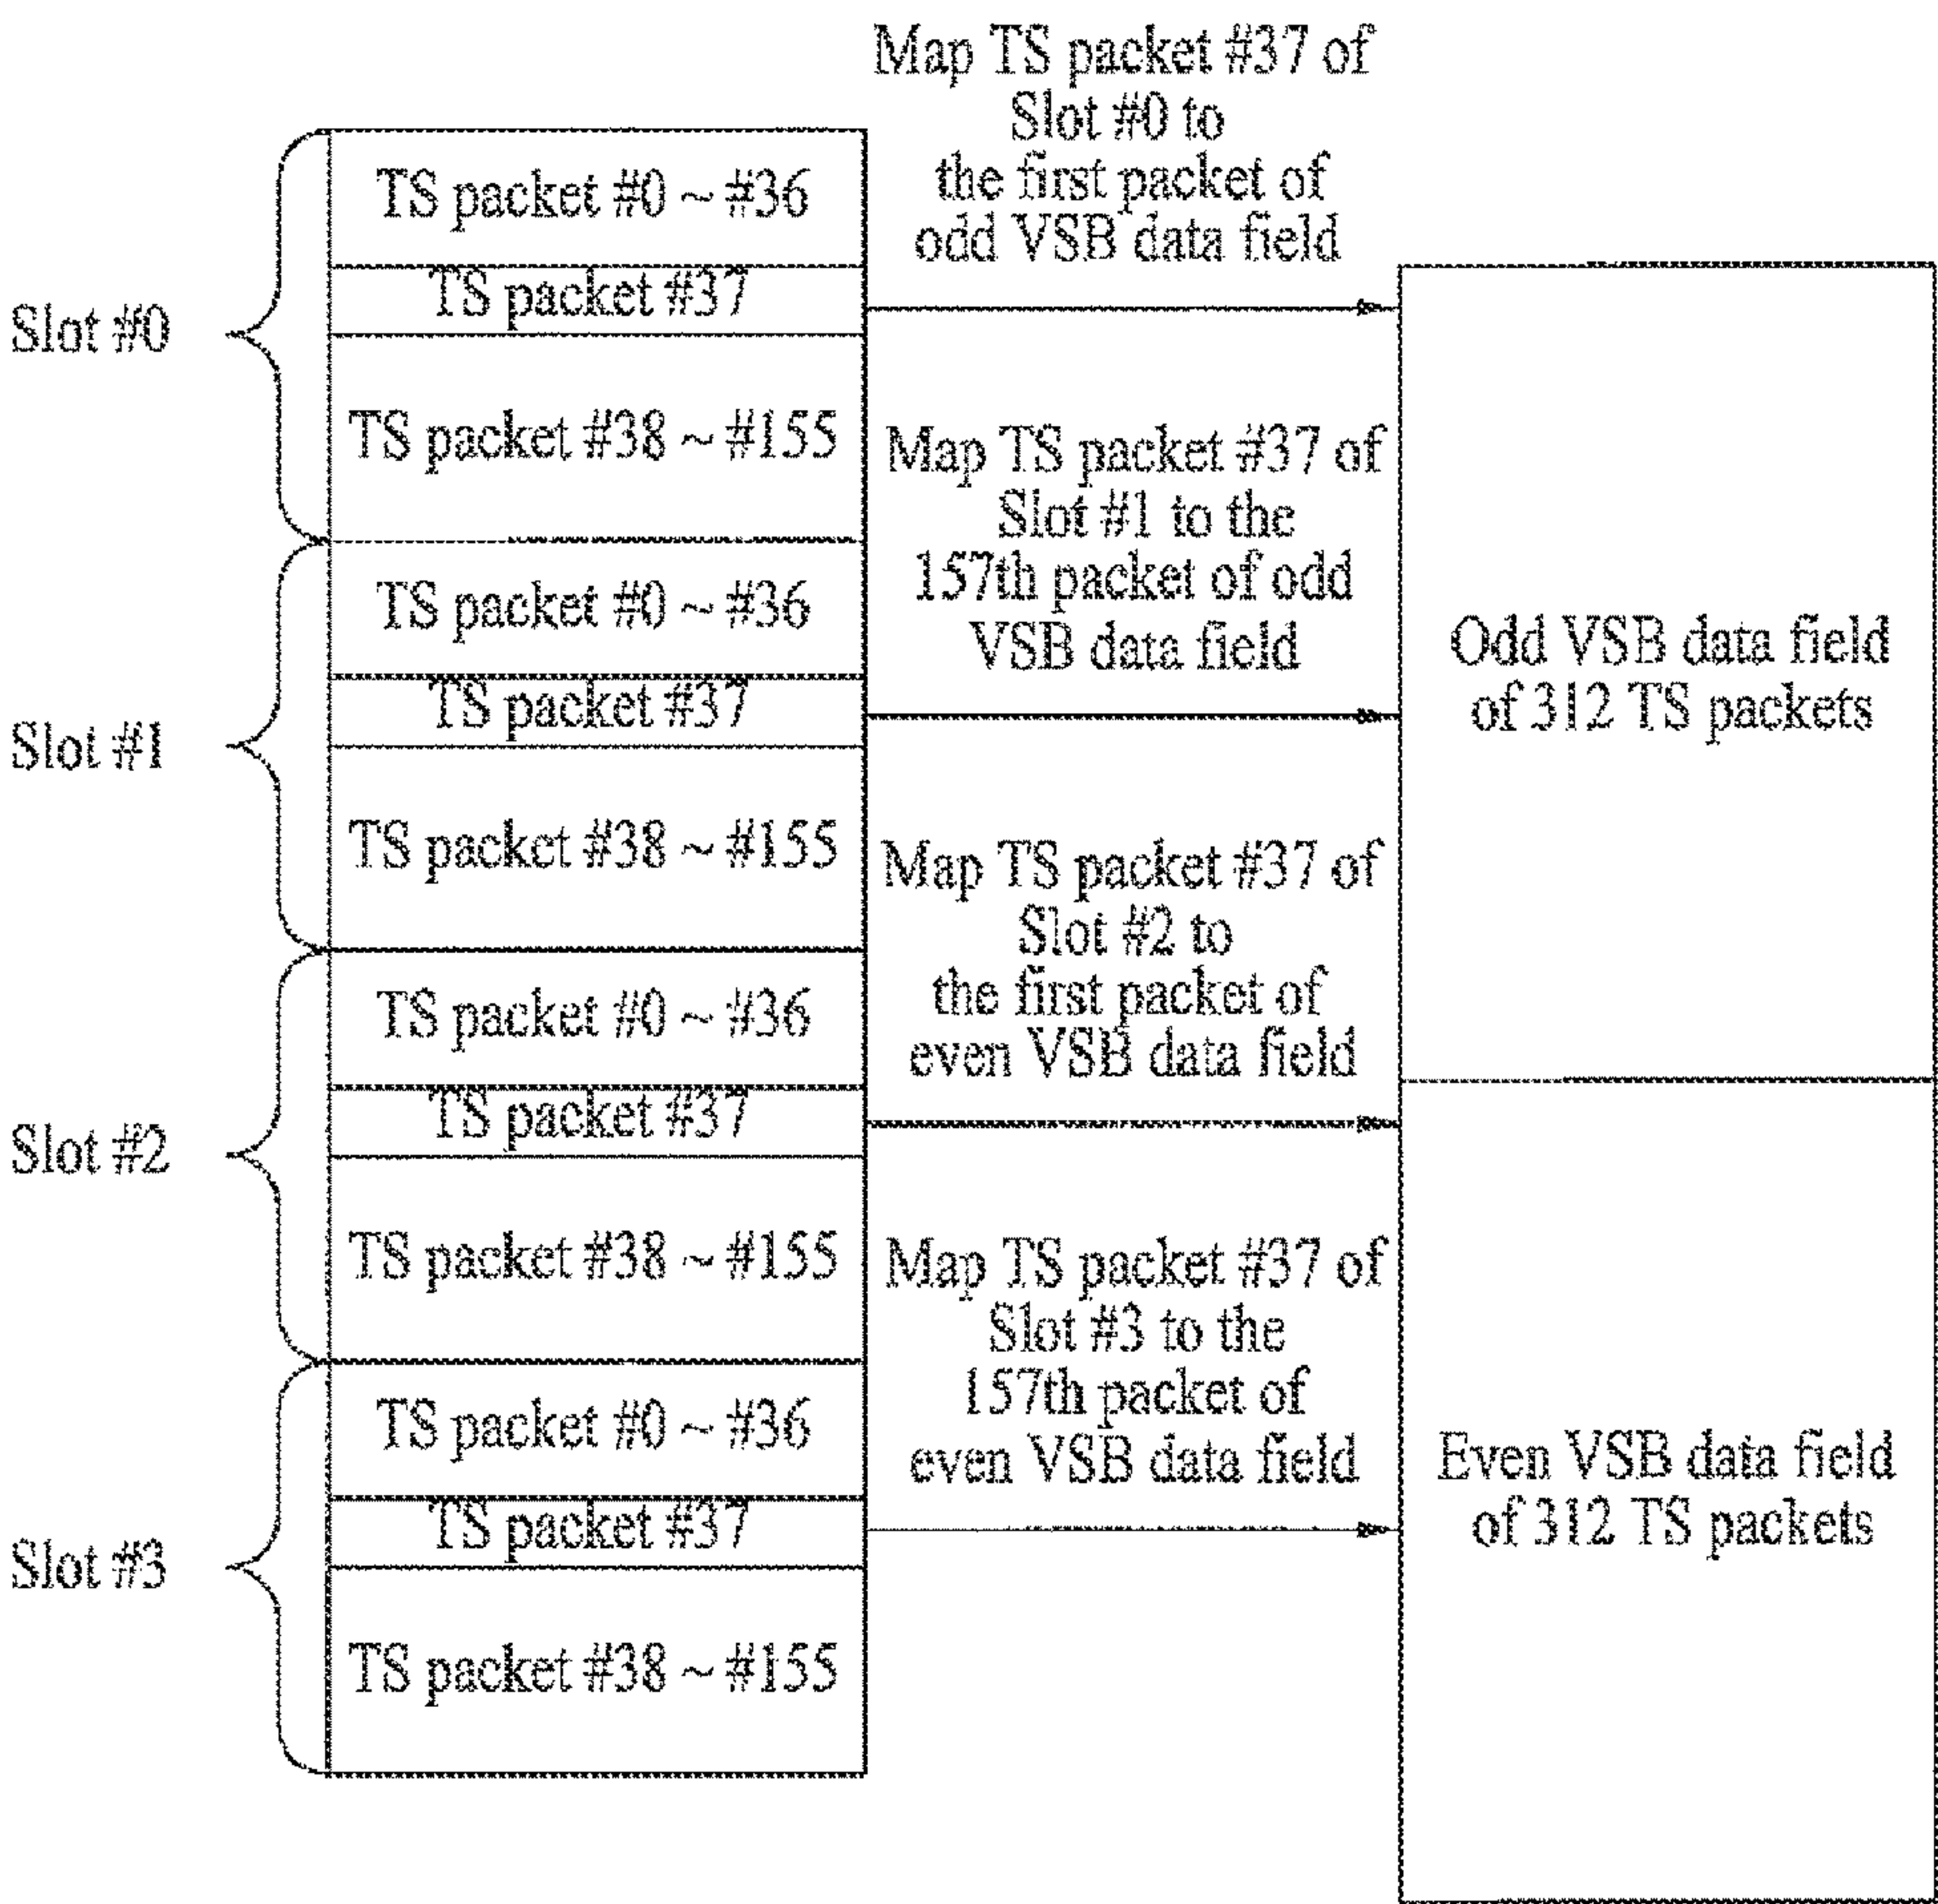 Map TS packet #37 of
Slot #0 to
the first packet of
odd VSB data field
Slot #0
TS packet #0 ~ #36
TS packet #37
TS packet #38 ~ #155
Map TS packet #37 of
Slot #1 to the
157th packet of odd
VSB data field
Slot #1
TS packet #0 ~ #36
TS packet #37
TS packet #38 ~ #155
Odd VSB data field
of 312 TS packets
Map TS packet #37 of
Slot #2 to
the first packet of
even VSB data field
Slot #2
TS packet #0 ~ #36
TS packet #37
TS packet #38 ~ #155
Map TS packet #37 of
Slot #3 to the
157th packet of
even VSB data field
Slot #3
TS packet #0 ~ #36
TS packet #37
TS packet #38 ~ #155
Even VSB data field
of 312 TS packets